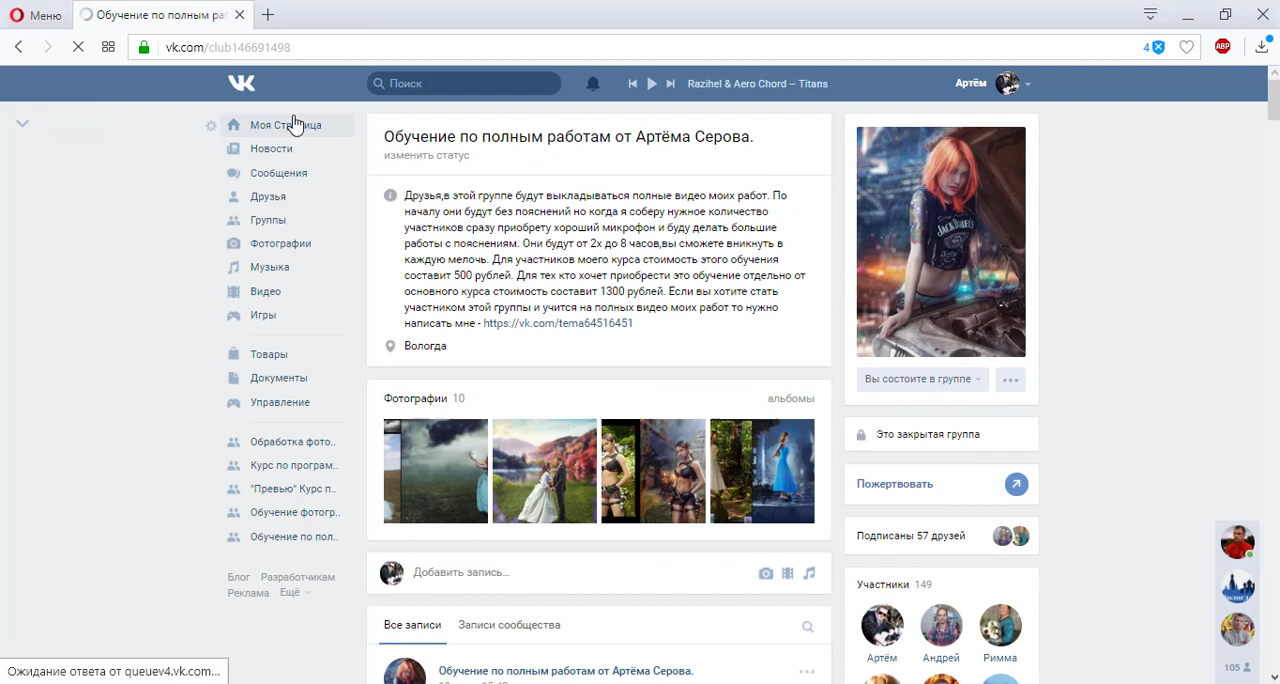 Меню
Обучение по полным ра
vk.com/club146691498
4
ABP
Поиск
Razihel & Aero Chord – Titans
Артём
Моя Страница
Новости
Сообщения
Друзья
Группы
Фотографии
Музыка
Видео
Игры
Товары
Документы
Управление
Обработка фото..
Курс по програм..
"Превью" Курс п..
Обучение фотогр..
Обучение по пол..
Блог Разработчикам
Реклама Ещё
Обучение по полным работам от Артёма Серова.
изменить статус
Друзья,в этой группе будут выкладываться полные видео моих работ. По
началу они будут без пояснений но когда я соберу нужное количество
участников сразу приобрету хороший микрофон и буду делать большие
работы с пояснениям. Они будут от 2х до 8 часов,вы сможете вникнуть в
каждую мелочь. Для участников моего курса стоимость этого обучения
составит 500 рублей. Для тех кто хочет приобрести это обучение отдельно от
основного курса стоимость составит 1300 рублей. Если вы хотите стать
участником этой группы и учится на полных видео моих работ то нужно
написать мне - https://vk.com/tema64516451
Вологда
Фотографии 10
альбомы
Добавить запись...
Все записи
Записи сообщества
Обучение по полным работам от Артёма Серова.
JACK DANIEL'S
Вы состоите в группе
Это закрытая группа
Пожертвовать
Подписаны 57 друзей
Участники 149
Артём
Андрей
Римма
105
Ожидание ответа от queuev4.vk.com...